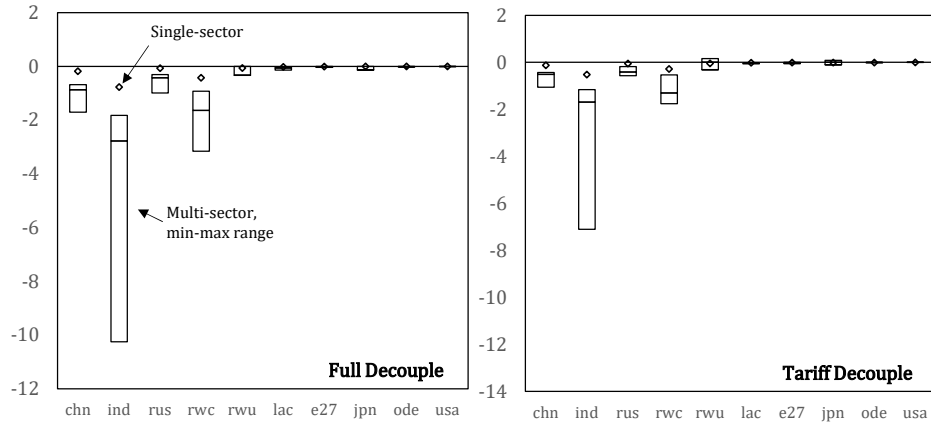 2
0
-2
-4
-6
-8
-10
-12
Single-sector
Multi-sector,
min-max range
Full Decouple
chn ind rus rwc rwu lac e27 jpn ode usa
2
0
-2
-4
-6
-8
-10
-12
-14
Tariff Decouple
chn ind rus rwc rwu lac e27 jpn ode usa